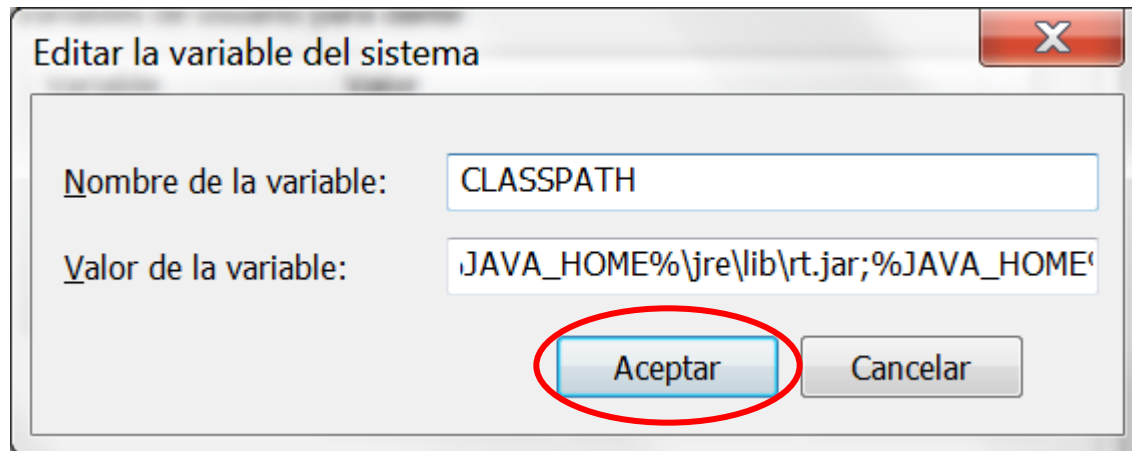 Editar la variable del sistema
Nombre de la variable: CLASSPATH
Valor de la variable: JAVA_HOME%\jre\lib\rt.jar;%JAVA_HOME%
Aceptar Cancelar